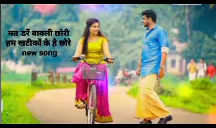 मत डरें बावली छोरी
हम खटीकों के है छोरे
new song